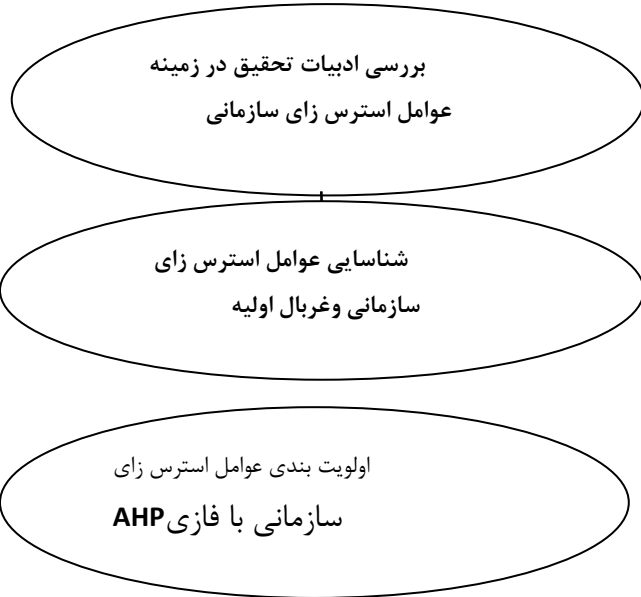 بررسی ادبیات تحقیق در زمینه
عوامل استرس زای سازمانی
شناسایی عوامل استرس زای
سازمانی وغربال اولیه
اولویت بندی عوامل استرس زای
سازمانی با فازیAHP